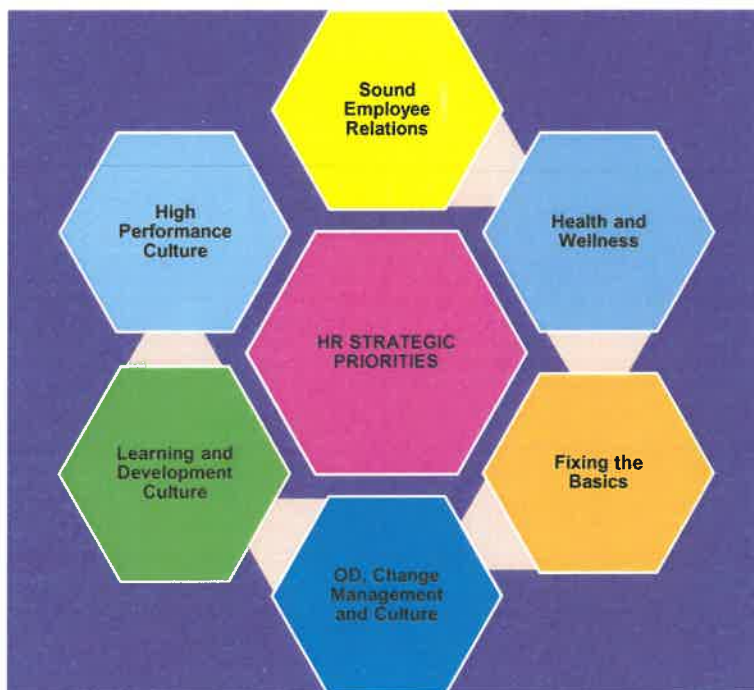 Sound
Employee
Relations
High
Performance
Culture
Health and
Wellness
HR STRATEGIC
PRIORITIES
Learning and
Development
Culture
Fixing the
Basics
OD, Change
Management
and Culture